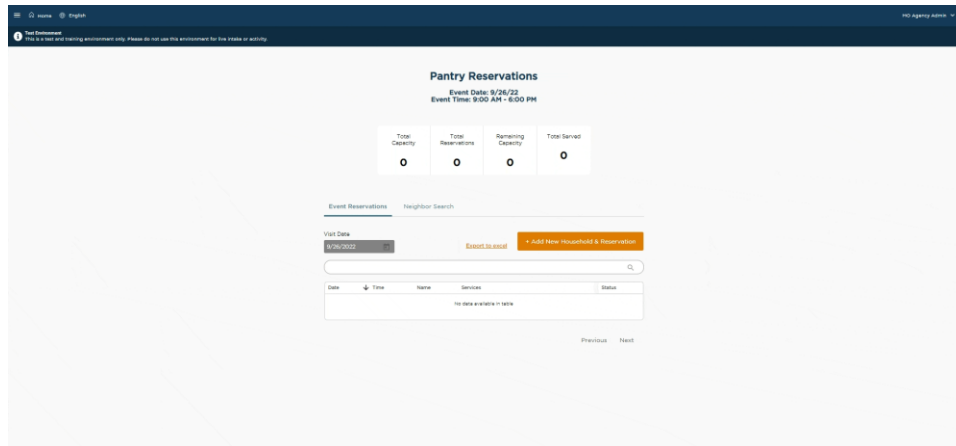 Home English MO Agency Admin
Test Environment
This is a test and training environment only. Please do not use this environment for live intake or activity.
Pantry Reservations
Event Date: 9/26/22
Event Time: 9:00 AM - 6:00 PM
Total Capacity
Total Reservations
Remaining Capacity
Total Served
0 0 0 0
Event Reservations Neighbor Search
Visit Date
9/26/2022 Export to excel + Add New Household & Reservation
Date Time Name Services Status
No data available in table
Previous Next